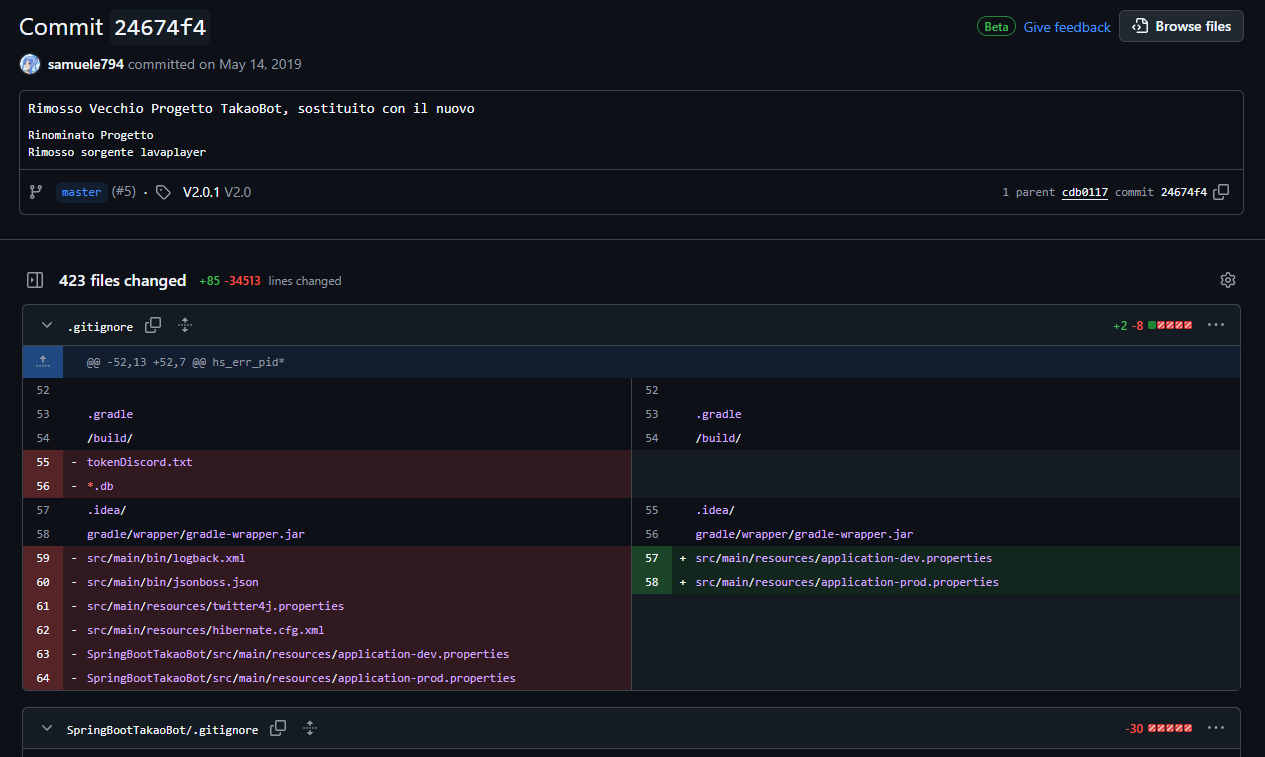 Commit 24674f4
Beta Give feedback Browse files
samuele794 committed on May 14, 2019
Rimosso Vecchio Progetto TakaoBot, sostituito con il nuovo
Rinominato Progetto
Rimosso sorgente lavaplayer
master (#5) · V2.0.1 V2.0
1 parent cdb0117 commit 24674f4
423 files changed +85 -34513 lines changed
.gitignore
+2 -8
@@ -52,13 +52,7 @@ hs_err_pid*
52
53 .gradle
54 /build/
55 - tokenDiscord.txt
56 - *.db
57 .idea/
58 gradle/wrapper/gradle-wrapper.jar
59 - src/main/bin/logback.xml
60 - src/main/bin/jsonboss.json
61 - src/main/resources/twitter4j.properties
62 - src/main/resources/hibernate.cfg.xml
63 - SpringBootTakaoBot/src/main/resources/application-dev.properties
64 - SpringBootTakaoBot/src/main/resources/application-prod.properties
52
53 .gradle
54 /build/
55 .idea/
56 gradle/wrapper/gradle-wrapper.jar
57 + src/main/resources/application-dev.properties
58 + src/main/resources/application-prod.properties
SpringBootTakaoBot/.gitignore
-30